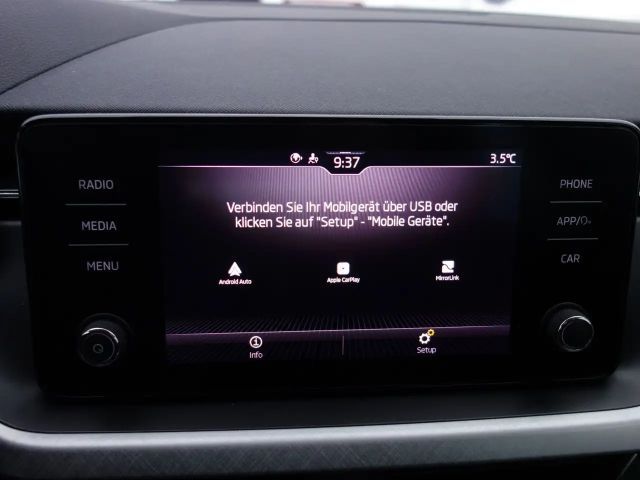 9:37
3.5°C
RADIO
MEDIA
MENU
Verbinden Sie Ihr Mobilgerät über USB oder
klicken Sie auf "Setup" - "Mobile Geräte".
Android Auto
Apple CarPlay
MirrorLink
Info
Setup
PHONE
APP/
CAR